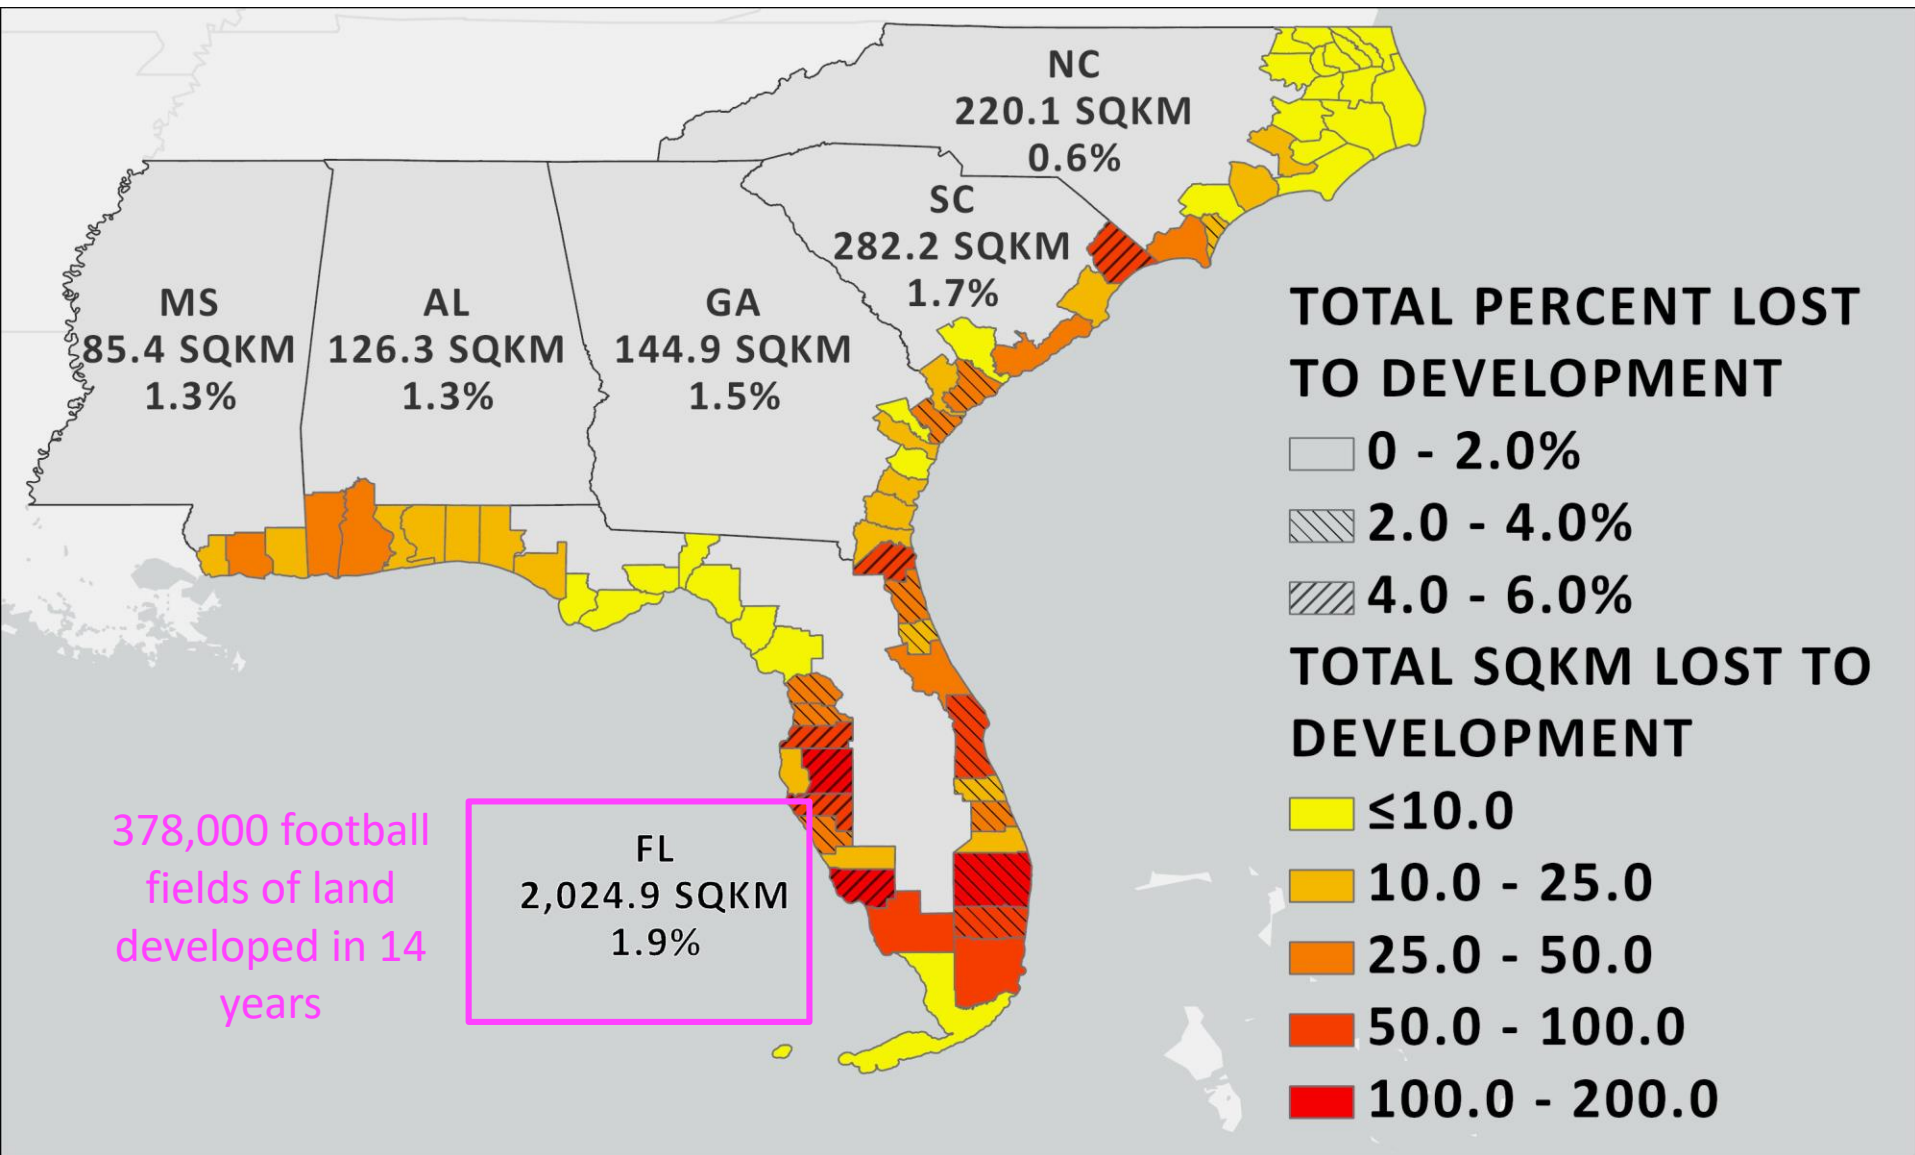 NC
220.1 SQKM
0.6%
SC
282.2 SQKM
1.7%
MS
85.4 SQKM
1.3%
AL
126.3 SQKM
1.3%
GA
144.9 SQKM
1.5%
378,000 football
fields of land
developed in 14
years
FL
2,024.9 SQKM
1.9%
TOTAL PERCENT LOST
TO DEVELOPMENT
0 - 2.0%
2.0 - 4.0%
4.0 - 6.0%
TOTAL SQKM LOST TO
DEVELOPMENT
≤10.0
10.0 - 25.0
25.0 - 50.0
50.0 - 100.0
100.0 - 200.0